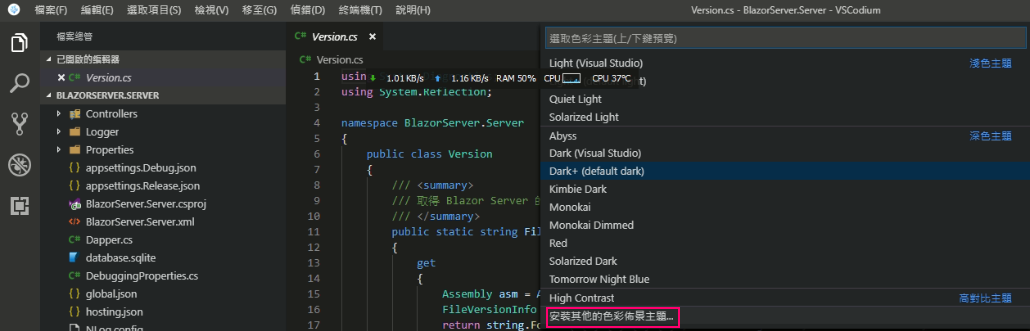 檔案(F) 編輯(E) 選取項目(S) 檢視(V) 移至(G) 偵錯(D) 終端機(T) 說明(H) Version.cs - BlazorServer.Server - VSCodium
檔案總管
已開啟的編輯器
Version.cs
BLAZORSERVER.SERVER
Controllers
Logger
Properties
appsettings.Debug.json
appsettings.Release.json
BlazorServer.Server.csproj
BlazorServer.Server.xml
Dapper.cs
database.sqlite
DebuggingProperties.cs
global.json
hosting.json
NLog.config
C# Version.cs
C# Version.cs
1 usin
2 using System.Reflection;
3
4 namespace BlazorServer.Server
5 {
6 public class Version
7 {
8 /// <summary>
9 /// 取得 Blazor Server 的
10 /// </summary>
11 public static string Fil
12 {
13 get
14 {
15 Assembly asm = A
16 FileVersionInfo
17 return string.Fo
1.01 KB/s 1.16 KB/s RAM 50% CPU CPU 37°C
選取色彩主題(上/下鍵預覽)
Light (Visual Studio) 淺色主題
Quiet Light
Solarized Light
Abyss 深色主題
Dark (Visual Studio)
Dark+ (default dark)
Kimbie Dark
Monokai
Monokai Dimmed
Red
Solarized Dark
Tomorrow Night Blue
High Contrast 高對比主題
安裝其他的色彩佈景主題...